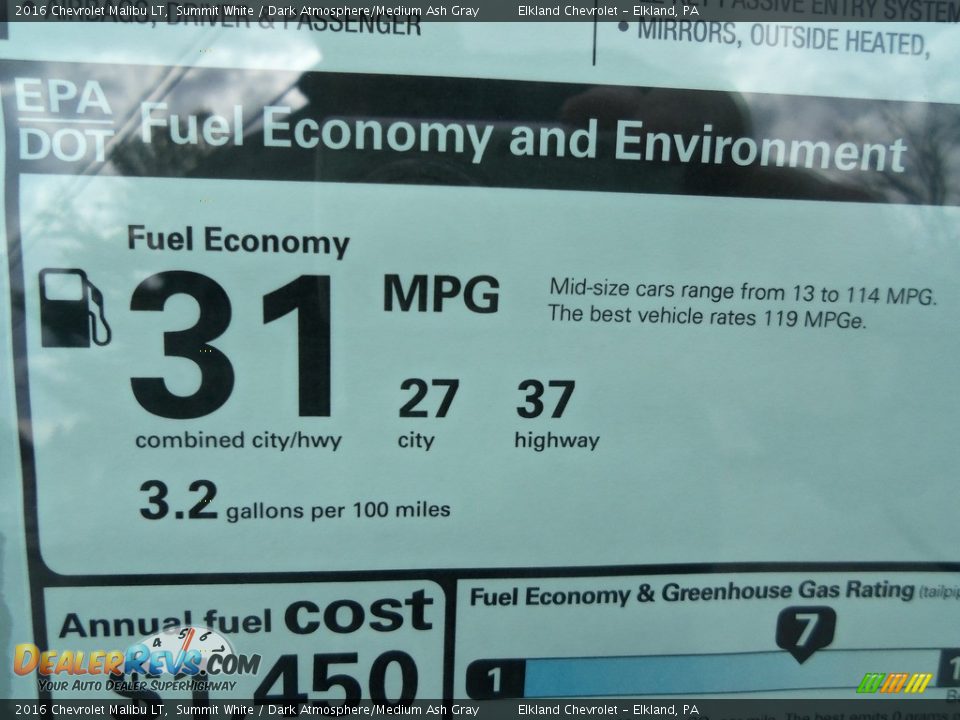 2016 Chevrolet Malibu LT, Summit White / Dark Atmosphere/Medium Ash Gray Elkland Chevrolet - Elkland, PA
DRIVER & PASSENGER
PASSIVE ENTRY SYSTEM
• MIRRORS, OUTSIDE HEATED,
EPA
DOT
Fuel Economy and Environment
Fuel Economy
31 MPG
combined city/hwy
27
city
37
highway
Mid-size cars range from 13 to 114 MPG.
The best vehicle rates 119 MPGe.
3.2 gallons per 100 miles
Annual fuel cost
450
Fuel Economy & Greenhouse Gas Rating
7
1
4 5 6
DealerRevs.com
Your Auto Dealer SuperHighway
2016 Chevrolet Malibu LT, Summit White / Dark Atmosphere/Medium Ash Gray Elkland Chevrolet - Elkland, PA